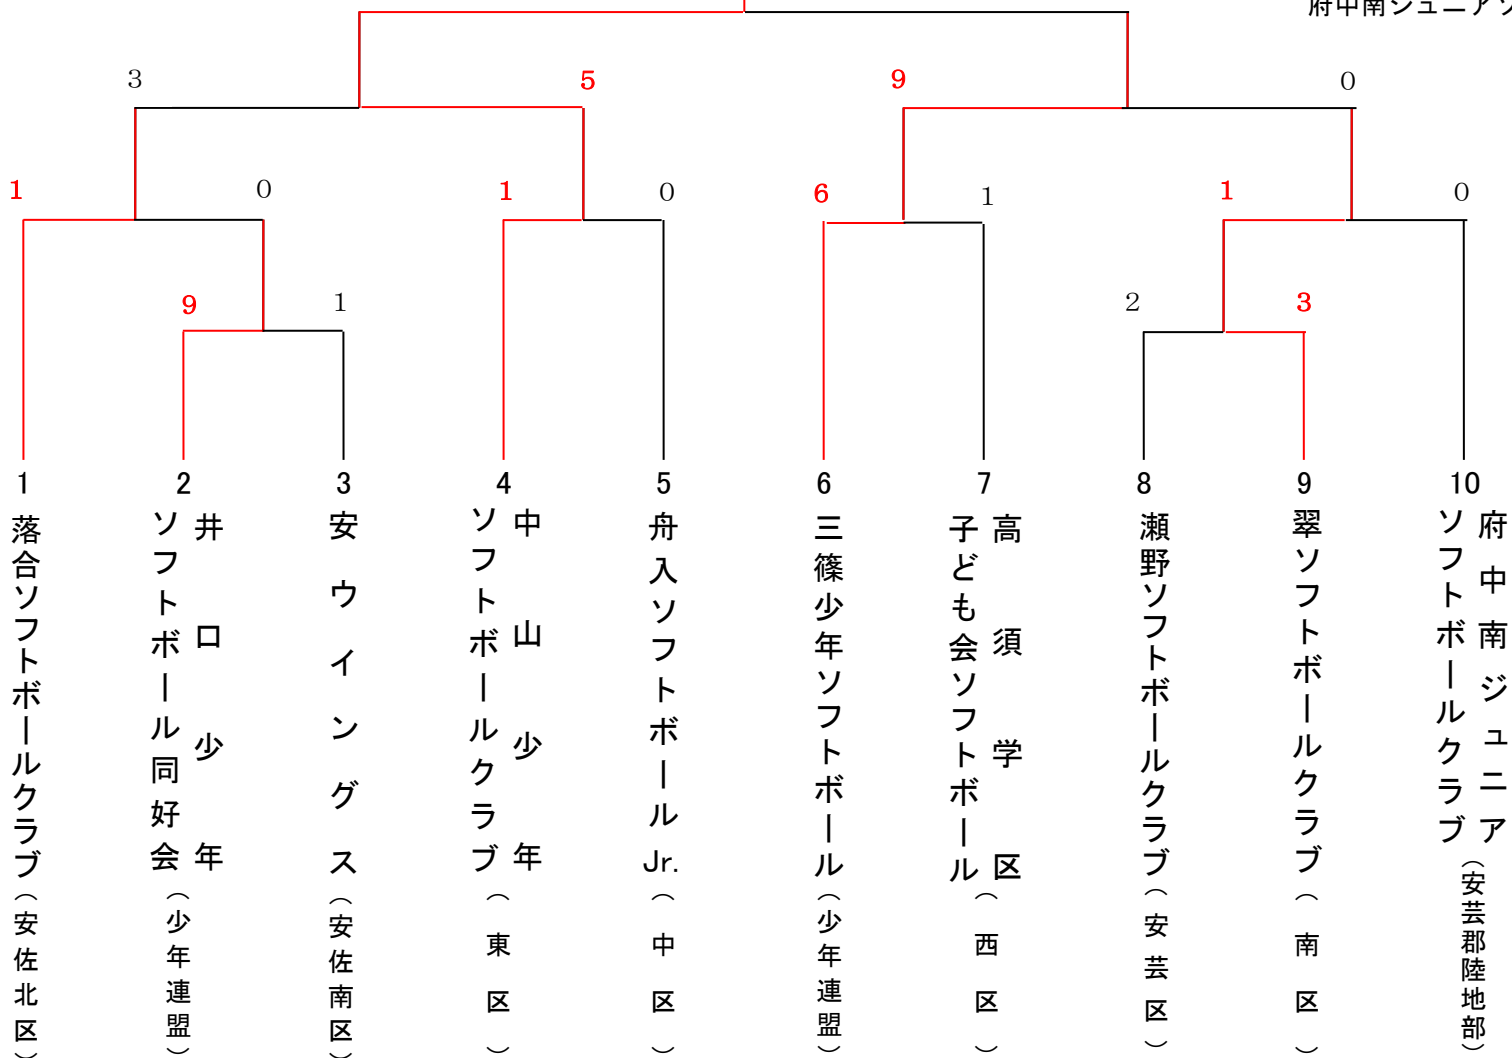 府中南ジュニアソ
3
5
9
0
1
0
1
0
6
1
1
0
9
1
2
3
1
2
3
4
5
6
7
8
9
10
落合ソフトボールクラブ(安佐北区)
井口少年
ソフトボール同好会(少年連盟)
安ウイングス(安佐南区)
中山少年
ソフトボールクラブ(東区)
舟入ソフトボールJr.(中区)
三篠少年ソフトボール(少年連盟)
高須学区
子ども会ソフトボール(西区)
瀬野ソフトボールクラブ(安芸区)
翠ソフトボールクラブ(南区)
府中南ジュニア
ソフトボールクラブ(安芸郡陸地部)